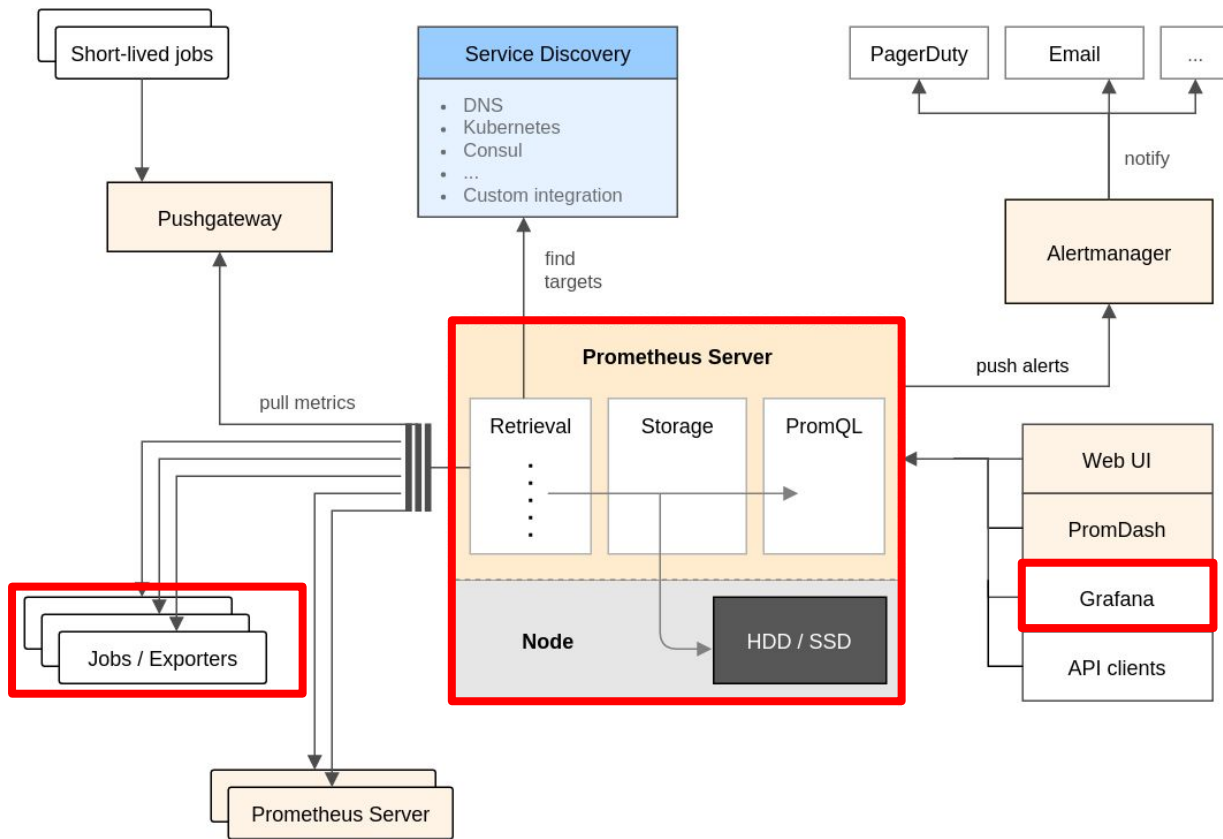 Short-lived jobs
Service Discovery
• DNS
• Kubernetes
• Consul
• ...
• Custom integration
PagerDuty
Email
...
notify
Pushgateway
Alertmanager
find
targets
Prometheus Server
push alerts
pull metrics
Retrieval
Storage
PromQL
Web UI
PromDash
Grafana
API clients
Node
HDD / SSD
Jobs / Exporters
Prometheus Server